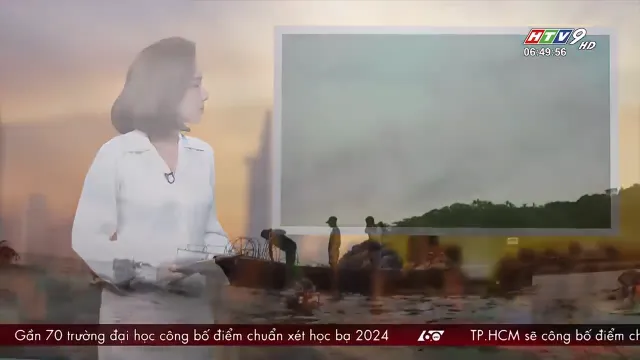 HTV9 HD
06:49:56
Gần 70 trường đại học công bố điểm chuẩn xét học bạ 2024
TP.HCM sẽ công bố điểm ch